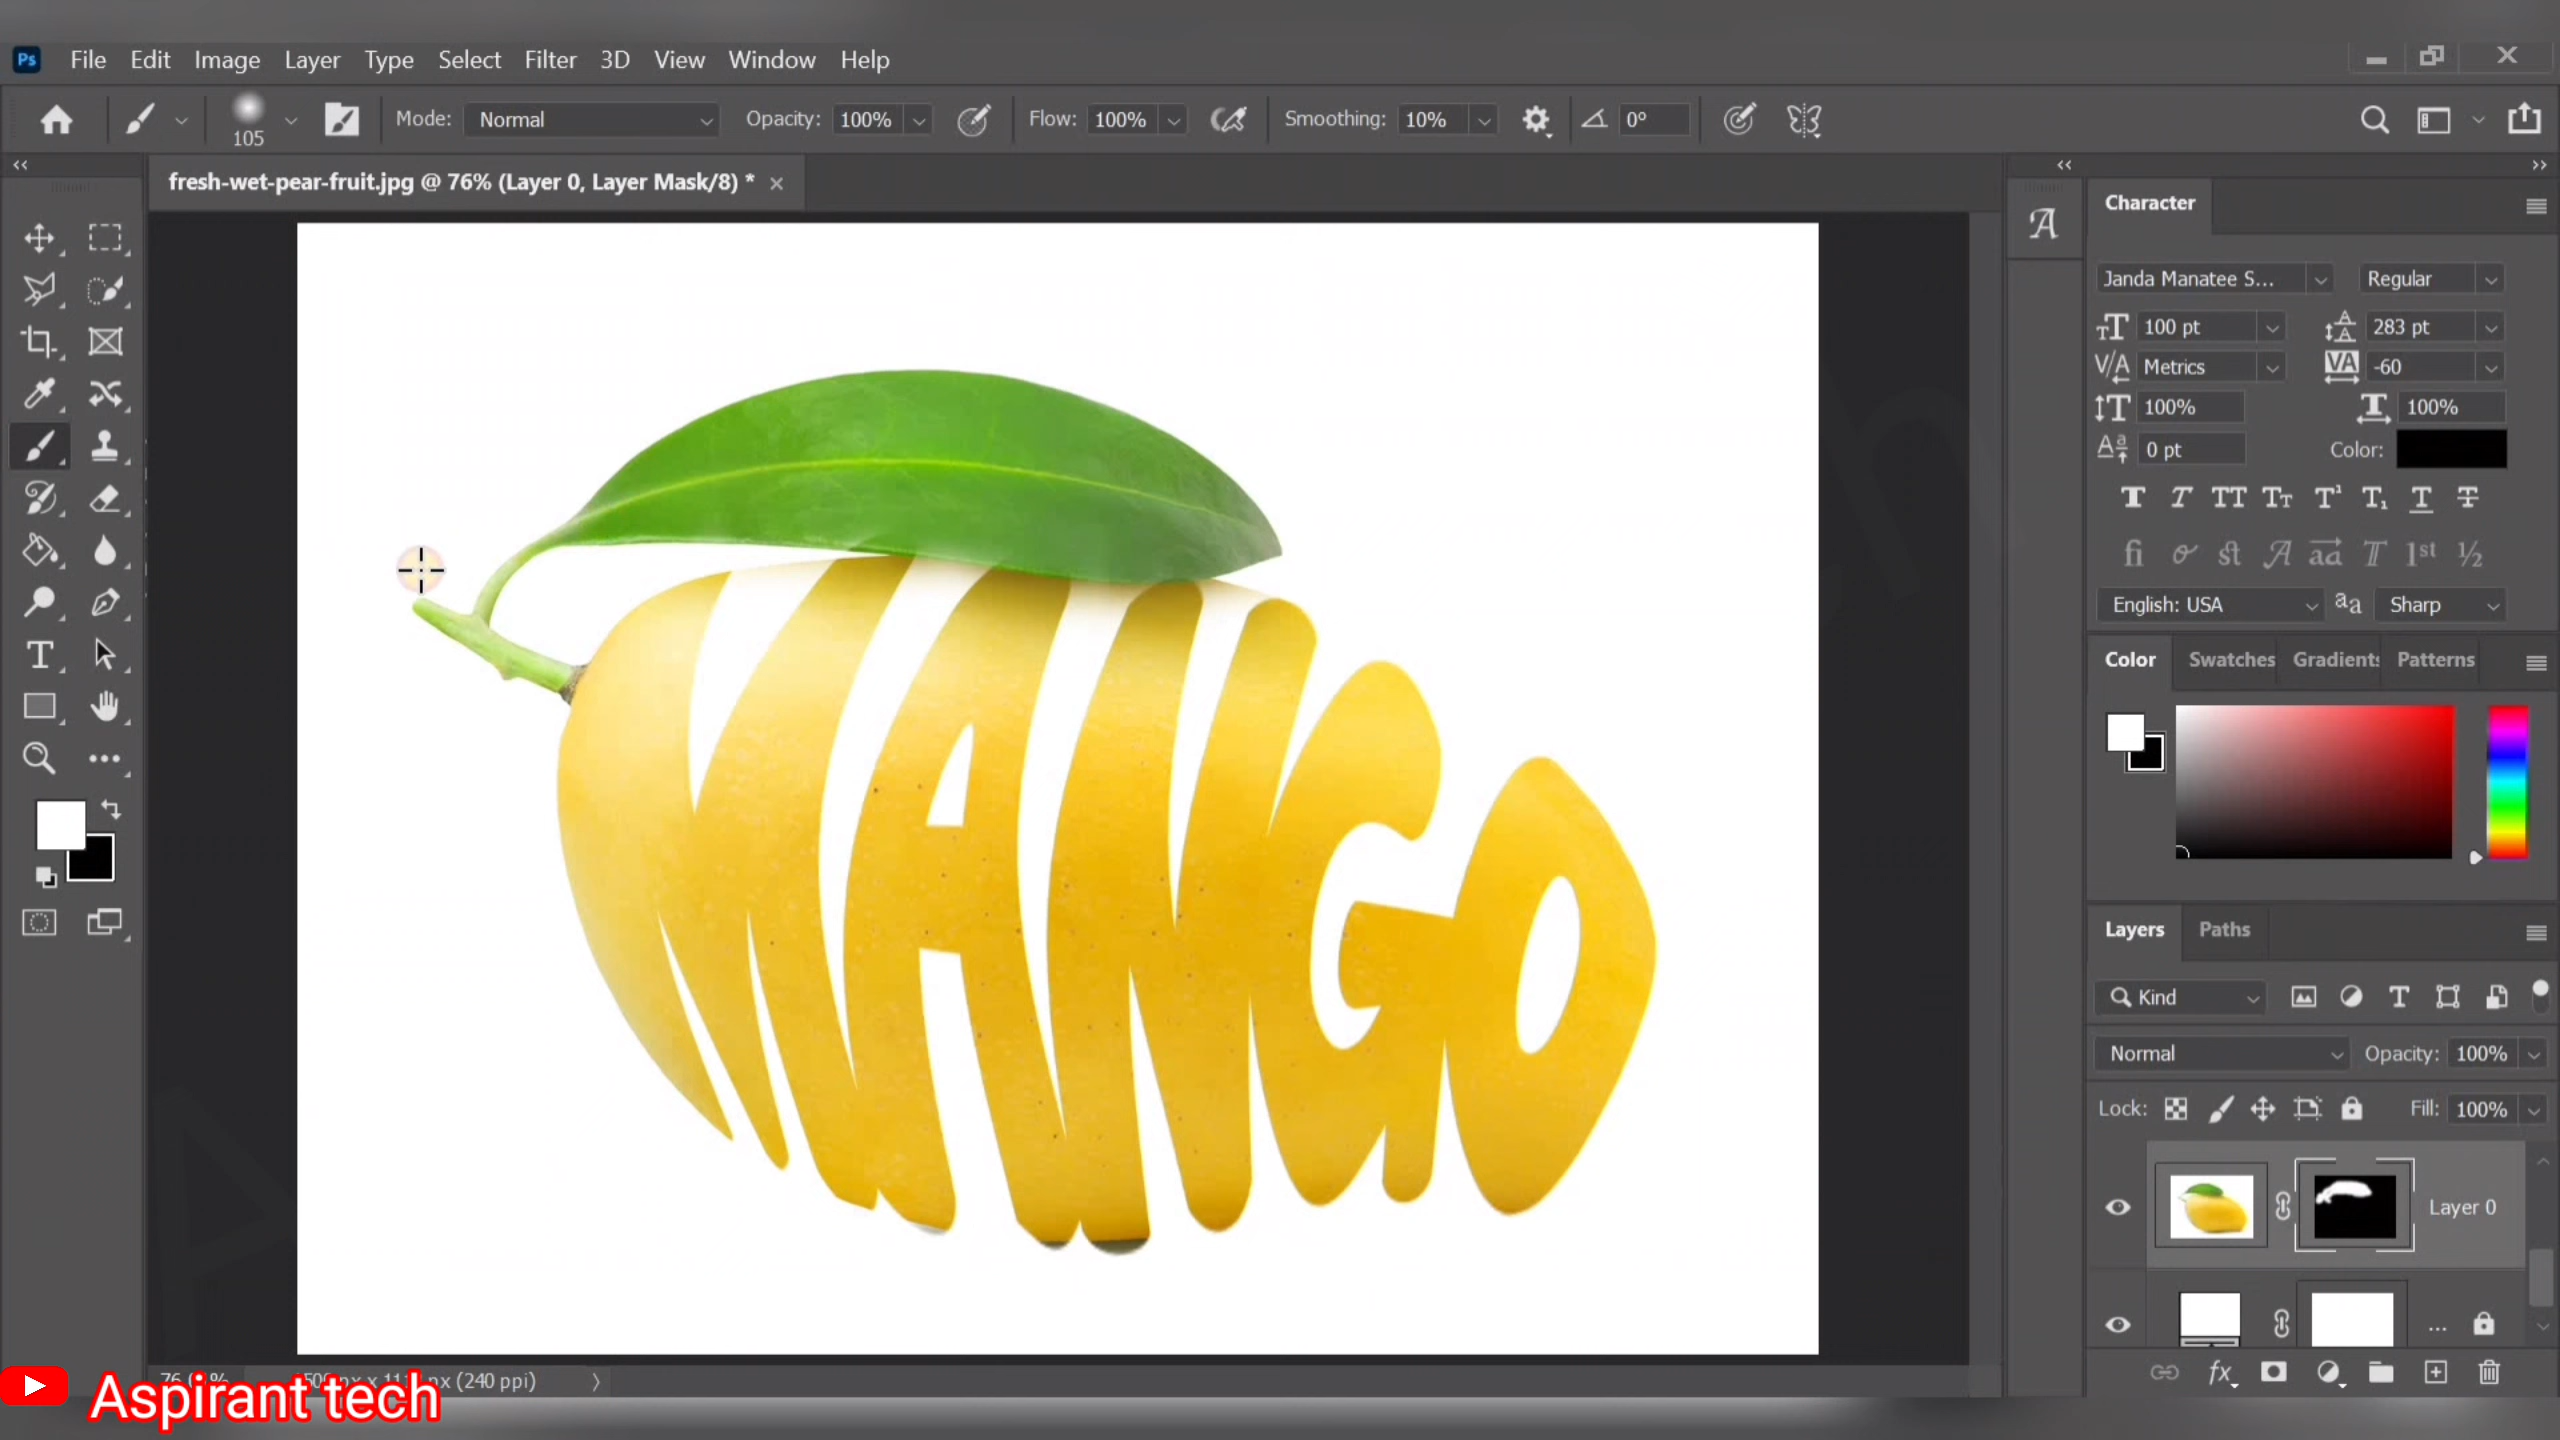 Ps File Edit Image Layer Type Select Filter 3D View Window Help
105 Mode: Normal Opacity: 100% Flow: 100% Smoothing: 10% 0°
fresh-wet-pear-fruit.jpg @ 76% (Layer 0, Layer Mask/8) *
MANGO
Character
Janda Manatee S... Regular
100 pt 283 pt
Metrics -60
100% 100%
0 pt Color:
English: USA Sharp
Color Swatches Gradients Patterns
Layers Paths
Kind
Normal Opacity: 100%
Lock: Fill: 100%
Layer 0
...
fx
(240 ppi)
Aspirant tech